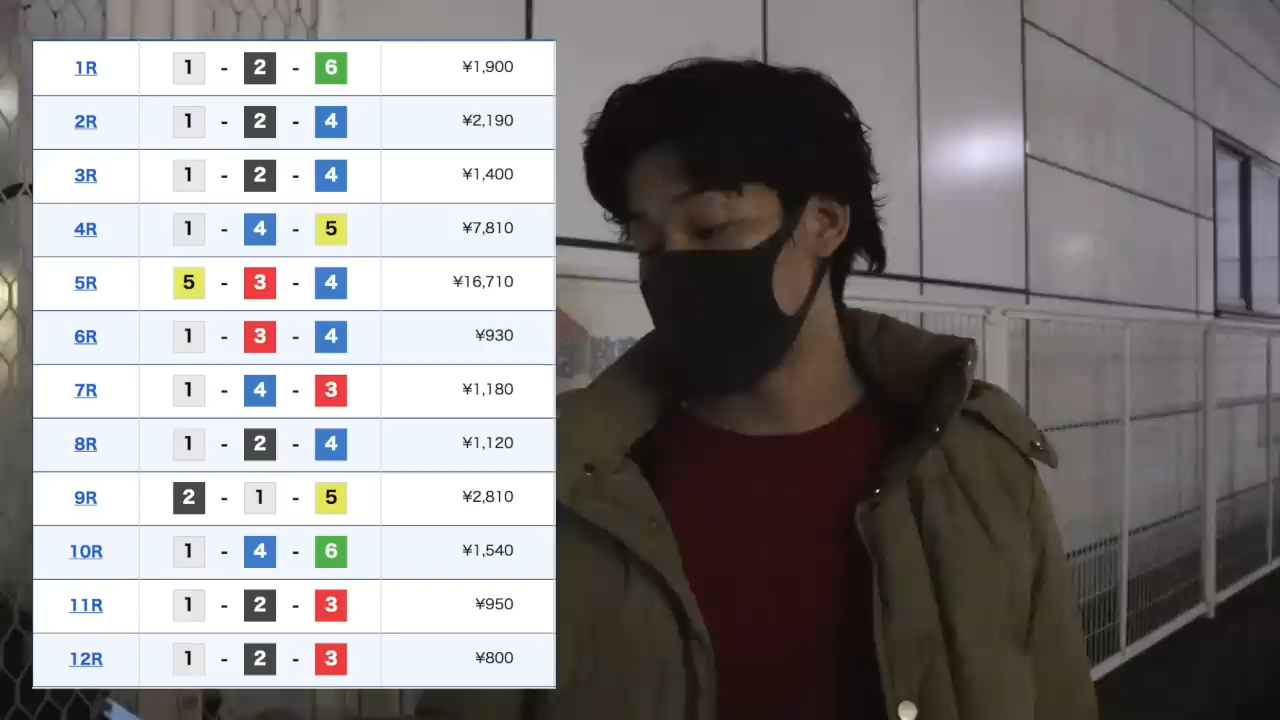 1R 1 - 2 - 6 ¥1,900
2R 1 - 2 - 4 ¥2,190
3R 1 - 2 - 4 ¥1,400
4R 1 - 4 - 5 ¥7,810
5R 5 - 3 - 4 ¥16,710
6R 1 - 3 - 4 ¥930
7R 1 - 4 - 3 ¥1,180
8R 1 - 2 - 4 ¥1,120
9R 2 - 1 - 5 ¥2,810
10R 1 - 4 - 6 ¥1,540
11R 1 - 2 - 3 ¥950
12R 1 - 2 - 3 ¥800